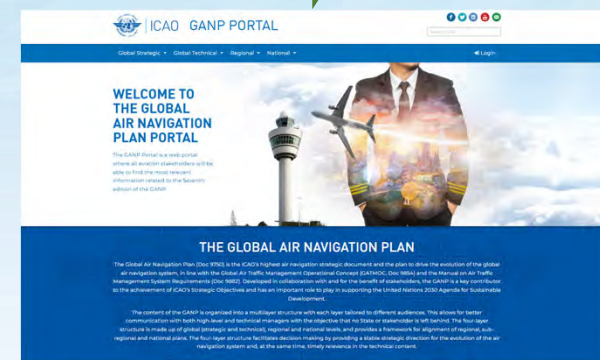 ICAO GANP PORTAL
Global Strategic Global Technical Regional National Login
WELCOME TO
THE GLOBAL
AIR NAVIGATION
PLAN PORTAL
The GANP Portal is a web portal
where all aviation stakeholders will be
able to find the most relevant
information related to the Seventh
edition of the GANP.
THE GLOBAL AIR NAVIGATION PLAN
The Global Air Navigation Plan (Doc 9750) is the ICAO's highest air navigation strategic document and the plan to drive the evolution of the global
air navigation system, in line with the Global Air Traffic Management Operational Concept (GATMOC, Doc 9854) and the Manual on Air Traffic
Management System Requirements (Doc 9882). Developed in collaboration with and for the benefit of stakeholders, the GANP is a key contributor
to the achievement of ICAO's Strategic Objectives and has an important role to play in supporting the United Nations 2030 Agenda for Sustainable
Development.
The content of the GANP is organized into a multilayer structure with each layer tailored to different audiences. This allows for better
communication with both high-level and technical managers with the objective that no State or stakeholder is left behind. The four-layer
structure is made up of global (strategic and technical), regional and national levels, and provides a framework for alignment of regional, sub-
regional and national plans. The four-layer structure facilitates decision making by providing a stable strategic direction for the evolution of the air
navigation system and, at the same time, timely relevance in the technical content.